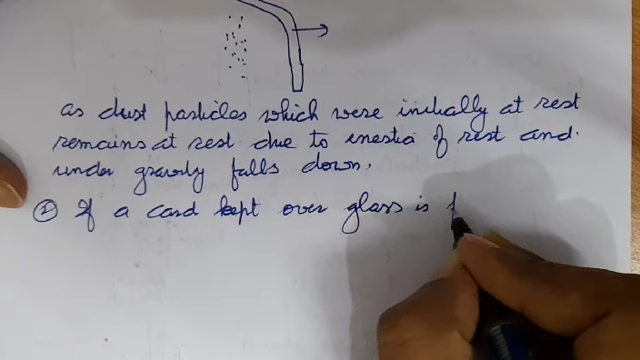 as dust particles which were initially at rest
remains at rest due to inertia of rest and
under gravity falls down.
② If a card kept over glass is